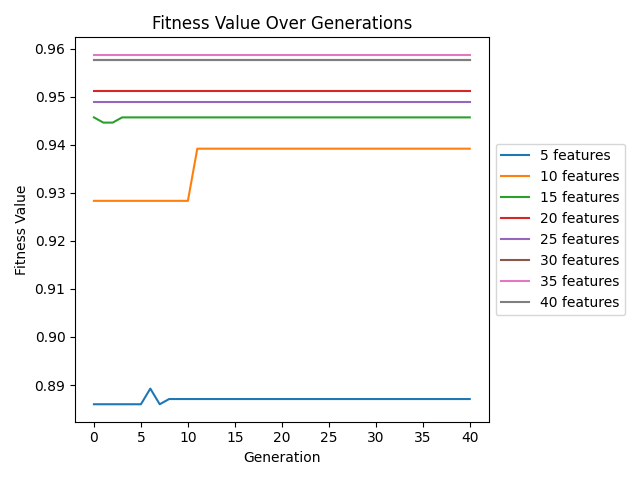 Fitness Value Over Generations
0.96
0.95
0.94
0.93
0.92
0.91
0.90
0.89
Fitness Value
0 5 10 15 20 25 30 35 40
Generation
5 features
10 features
15 features
20 features
25 features
30 features
35 features
40 features